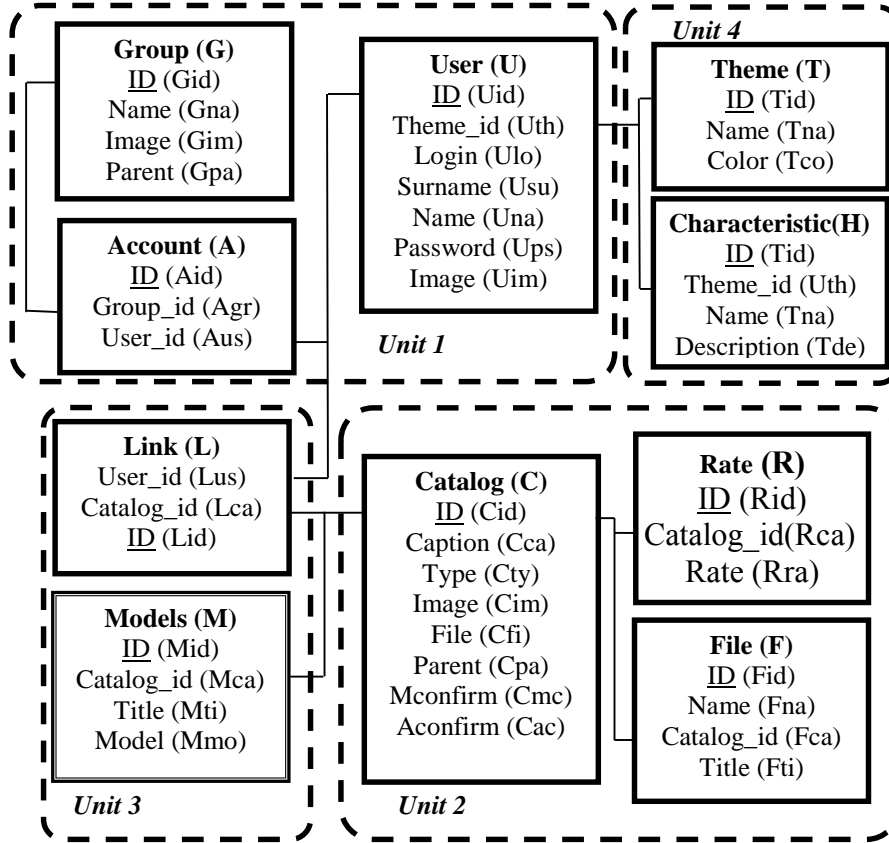 Group (G)
ID (Gid)
Name (Gna)
Image (Gim)
Parent (Gpa)
Account (A)
ID (Aid)
Group_id (Agr)
User_id (Aus)
User (U)
ID (Uid)
Theme_id (Uth)
Login (Ulo)
Surname (Usu)
Name (Una)
Password (Ups)
Image (Uim)
Unit 1
Unit 4
Theme (T)
ID (Tid)
Name (Tna)
Color (Tco)
Characteristic(H)
ID (Tid)
Theme_id (Uth)
Name (Tna)
Description (Tde)
Link (L)
User_id (Lus)
Catalog_id (Lca)
ID (Lid)
Models (M)
ID (Mid)
Catalog_id (Mca)
Title (Mti)
Model (Mmo)
Unit 3
Catalog (C)
ID (Cid)
Caption (Cca)
Type (Cty)
Image (Cim)
File (Cfi)
Parent (Cpa)
Mconfirm (Cmc)
Aconfirm (Cac)
Rate (R)
ID (Rid)
Catalog_id(Rca)
Rate (Rra)
File (F)
ID (Fid)
Name (Fna)
Catalog_id (Fca)
Title (Fti)
Unit 2